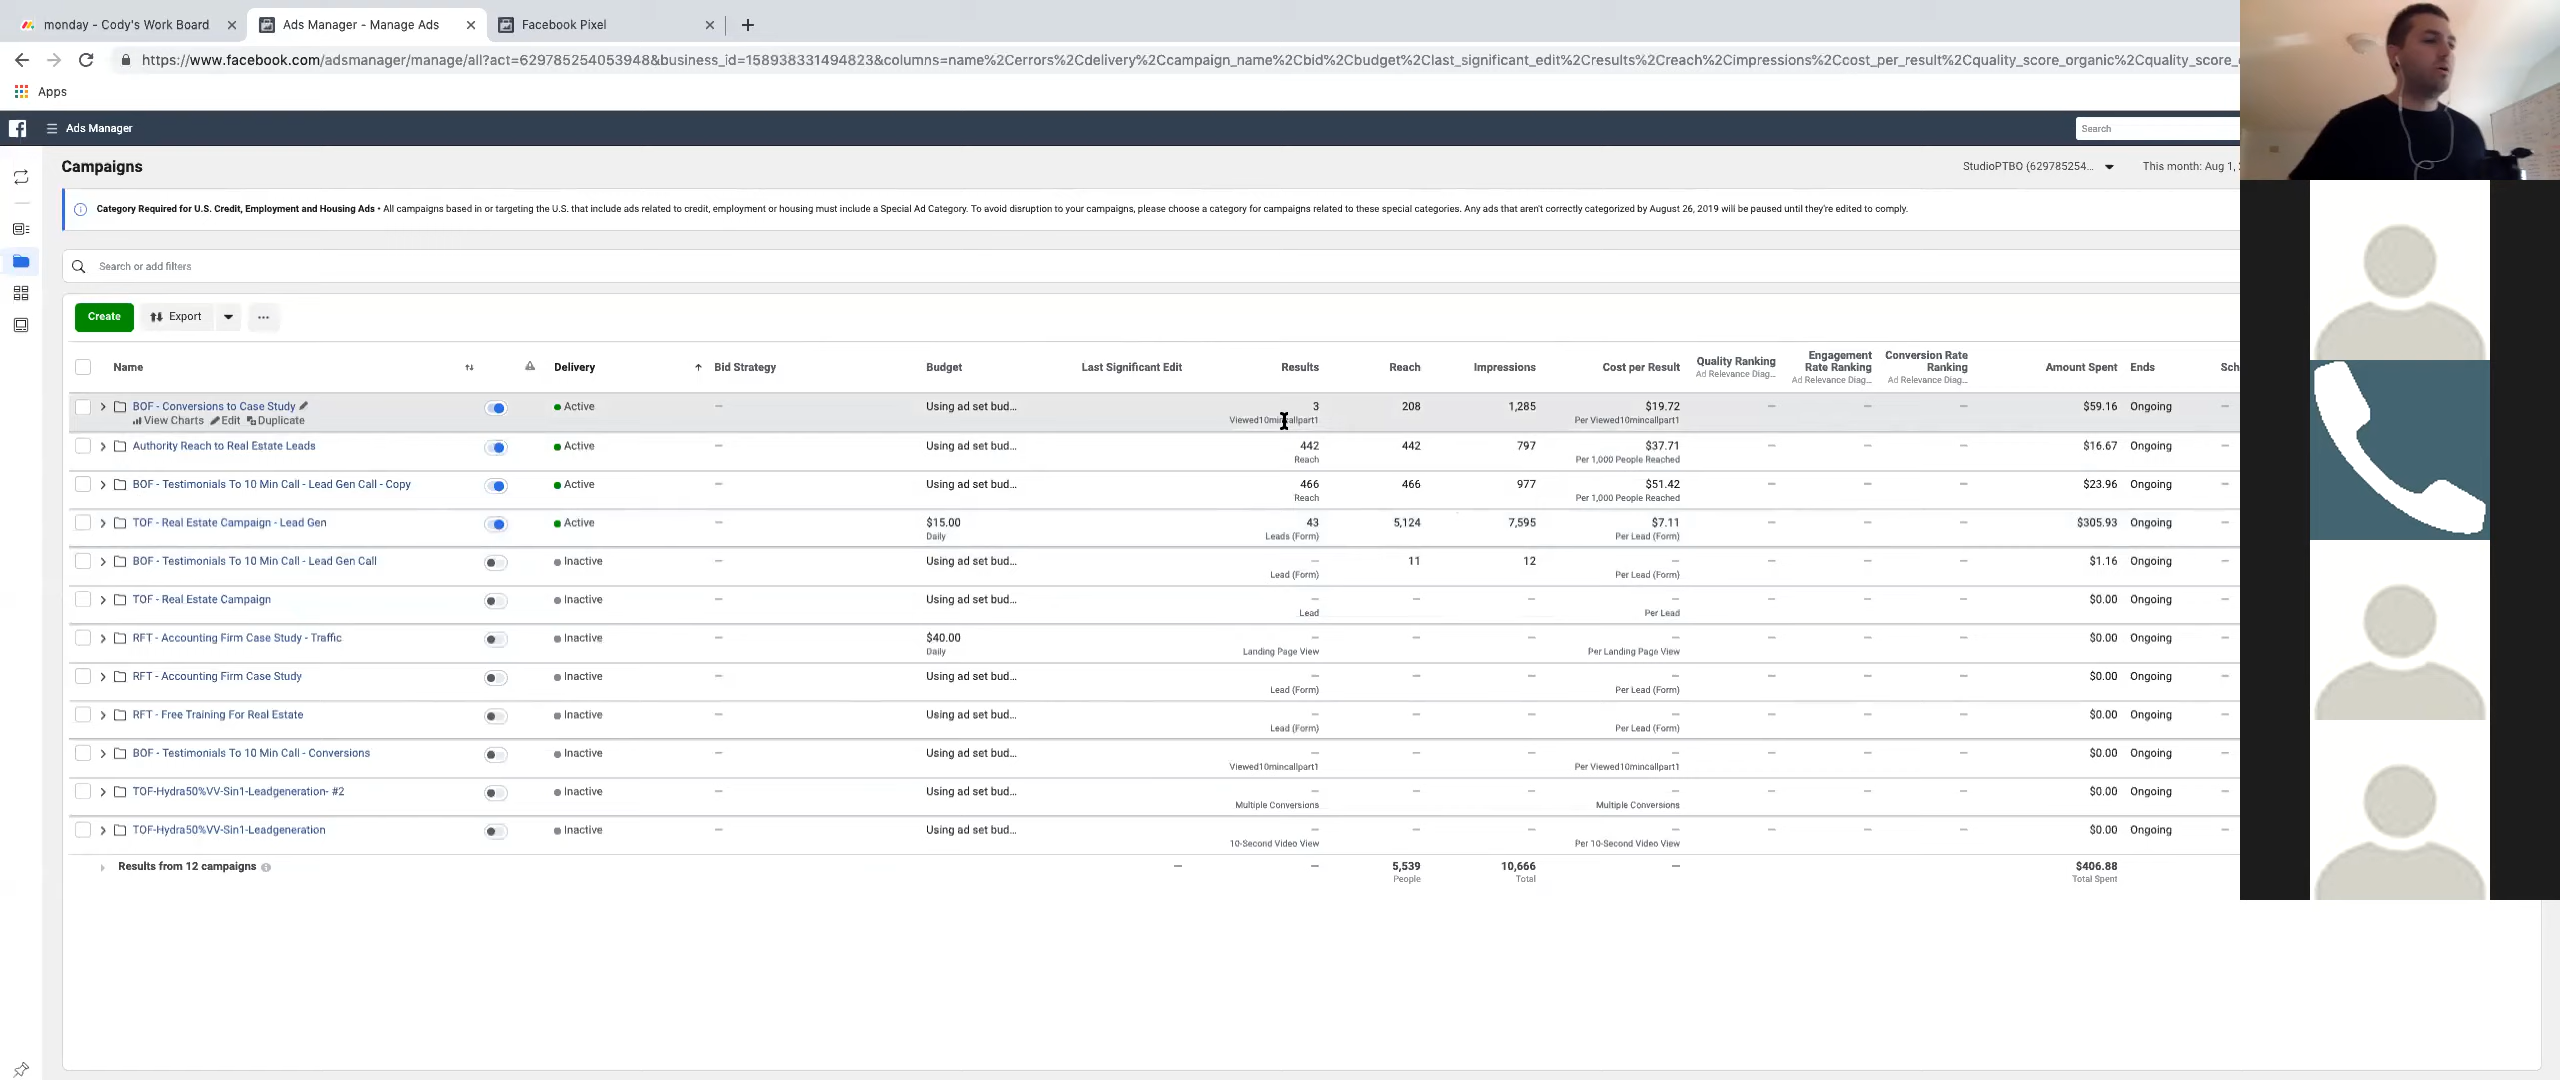 monday - Cody's Work Board
Ads Manager - Manage Ads
Facebook Pixel
https://www.facebook.com/adsmanager/manage/all?act=629785254053948&business_id=158938331494823&columns=name%2Cerrors%2Cdelivery%2Ccampaign_name%2Cbid%2Cbudget%2Clast_significant_edit%2Cresults%2Creach%2Cimpressions%2Ccost_per_result%2Cquality_score_organic%2Cquality_score_
Apps
Ads Manager
Search
Campaigns
StudioPTBO (629785254...
This month: Aug 1,
Category Required for U.S. Credit, Employment and Housing Ads • All campaigns based in or targeting the U.S. that include ads related to credit, employment or housing must include a Special Ad Category. To avoid disruption to your campaigns, please choose a category for campaigns related to these special categories. Any ads that aren't correctly categorized by August 26, 2019 will be paused until they're edited to comply.
Search or add filters
Create Export ...
Name Delivery Bid Strategy Budget Last Significant Edit Results Reach Impressions Cost per Result Quality Ranking Engagement Rate Ranking Conversion Rate Ranking Amount Spent Ends Sch
Ad Relevance Diag... Ad Relevance Diag... Ad Relevance Diag...
BOF - Conversions to Case Study Active — Using ad set bud... 3 208 1,285 $19.72 — — — $59.16 Ongoing —
View Charts Edit Duplicate Viewed10mincallpart1 Per Viewed10mincallpart1
Authority Reach to Real Estate Leads Active — Using ad set bud... 442 442 797 $37.71 — — — $16.67 Ongoing —
Reach Per 1,000 People Reached
BOF - Testimonials To 10 Min Call - Lead Gen Call - Copy Active — Using ad set bud... 466 466 977 $51.42 — — — $23.96 Ongoing —
Reach Per 1,000 People Reached
TOF - Real Estate Campaign - Lead Gen Active — $15.00 43 5,124 7,595 $7.11 — — — $305.93 Ongoing —
Daily Leads (Form) Per Lead (Form)
BOF - Testimonials To 10 Min Call - Lead Gen Call Inactive — Using ad set bud... — 11 12 — — — — $1.16 Ongoing —
Lead (Form) Per Lead (Form)
TOF - Real Estate Campaign Inactive — Using ad set bud... — — — — — — — $0.00 Ongoing —
Lead Per Lead
RFT - Accounting Firm Case Study - Traffic Inactive — $40.00 — — — — — — — $0.00 Ongoing —
Daily Landing Page View Per Landing Page View
RFT - Accounting Firm Case Study Inactive — Using ad set bud... — — — — — — — $0.00 Ongoing —
Lead (Form) Per Lead (Form)
RFT - Free Training For Real Estate Inactive — Using ad set bud... — — — — — — — $0.00 Ongoing —
Lead (Form) Per Lead (Form)
BOF - Testimonials To 10 Min Call - Conversions Inactive — Using ad set bud... — — — — — — — $0.00 Ongoing —
Viewed10mincallpart1 Per Viewed10mincallpart1
TOF-Hydra50%VV-Sin1-Leadgeneration- #2 Inactive — Using ad set bud... — — — — — — — $0.00 Ongoing —
Multiple Conversions Multiple Conversions
TOF-Hydra50%VV-Sin1-Leadgeneration Inactive — Using ad set bud... — — — — — — — $0.00 Ongoing —
10-Second Video View Per 10-Second Video View
Results from 12 campaigns — — 5,539 10,666 — $406.88
People Total Total Spent